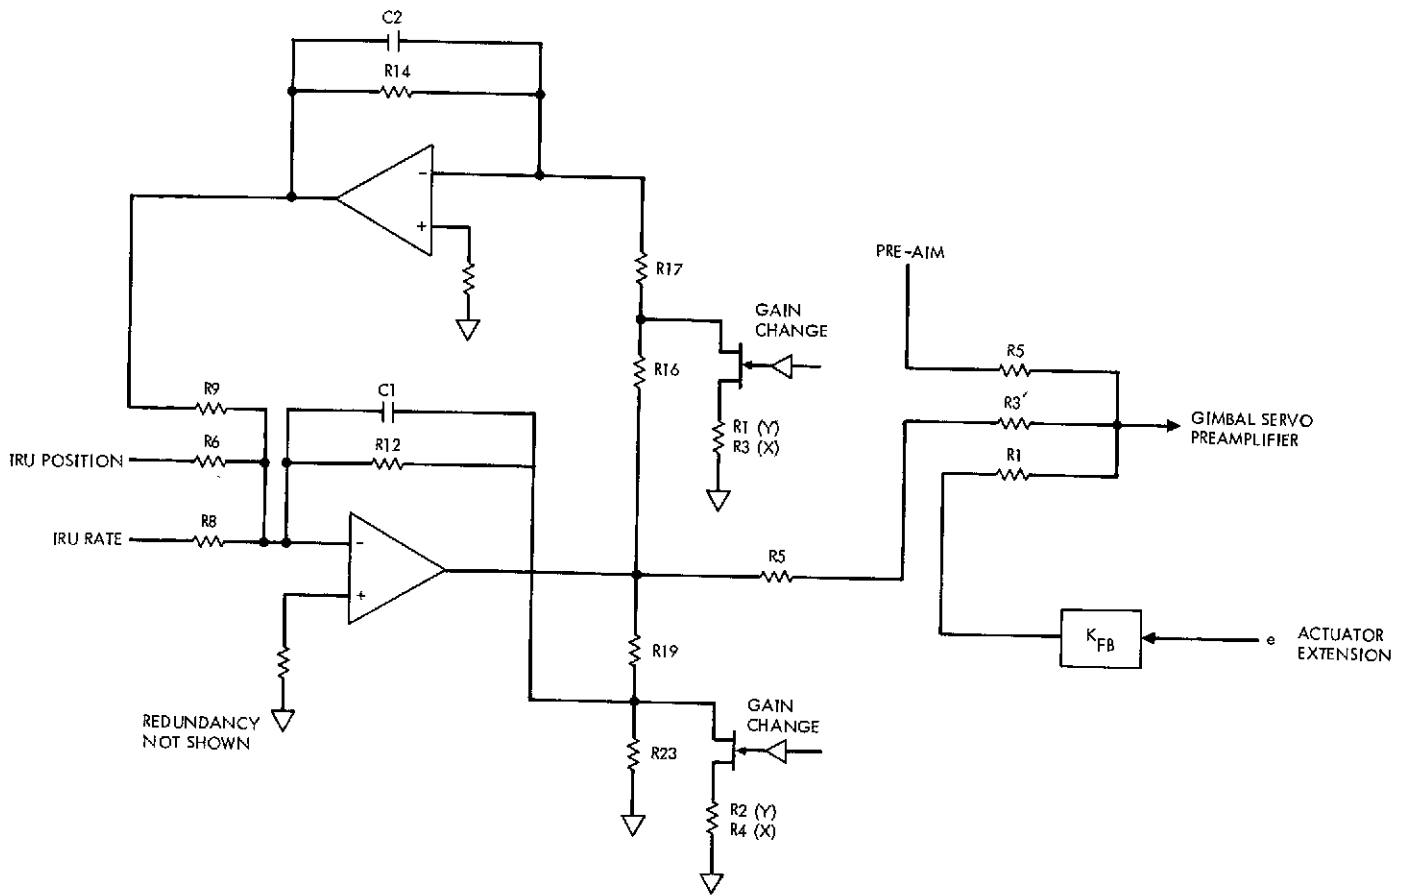 C2
R14
−
+
R17
PRE-AIM
GAIN
CHANGE
R16
R5
R9
C1
R3'
R1 (Y)
R3 (X)
GIMBAL SERVO
PREAMPLIFIER
R6
IRU POSITION
R12
R1
R8
IRU RATE
−
R5
+
K FB
e
ACTUATOR
EXTENSION
R19
REDUNDANCY
NOT SHOWN
GAIN
CHANGE
R23
R2 (Y)
R4 (X)